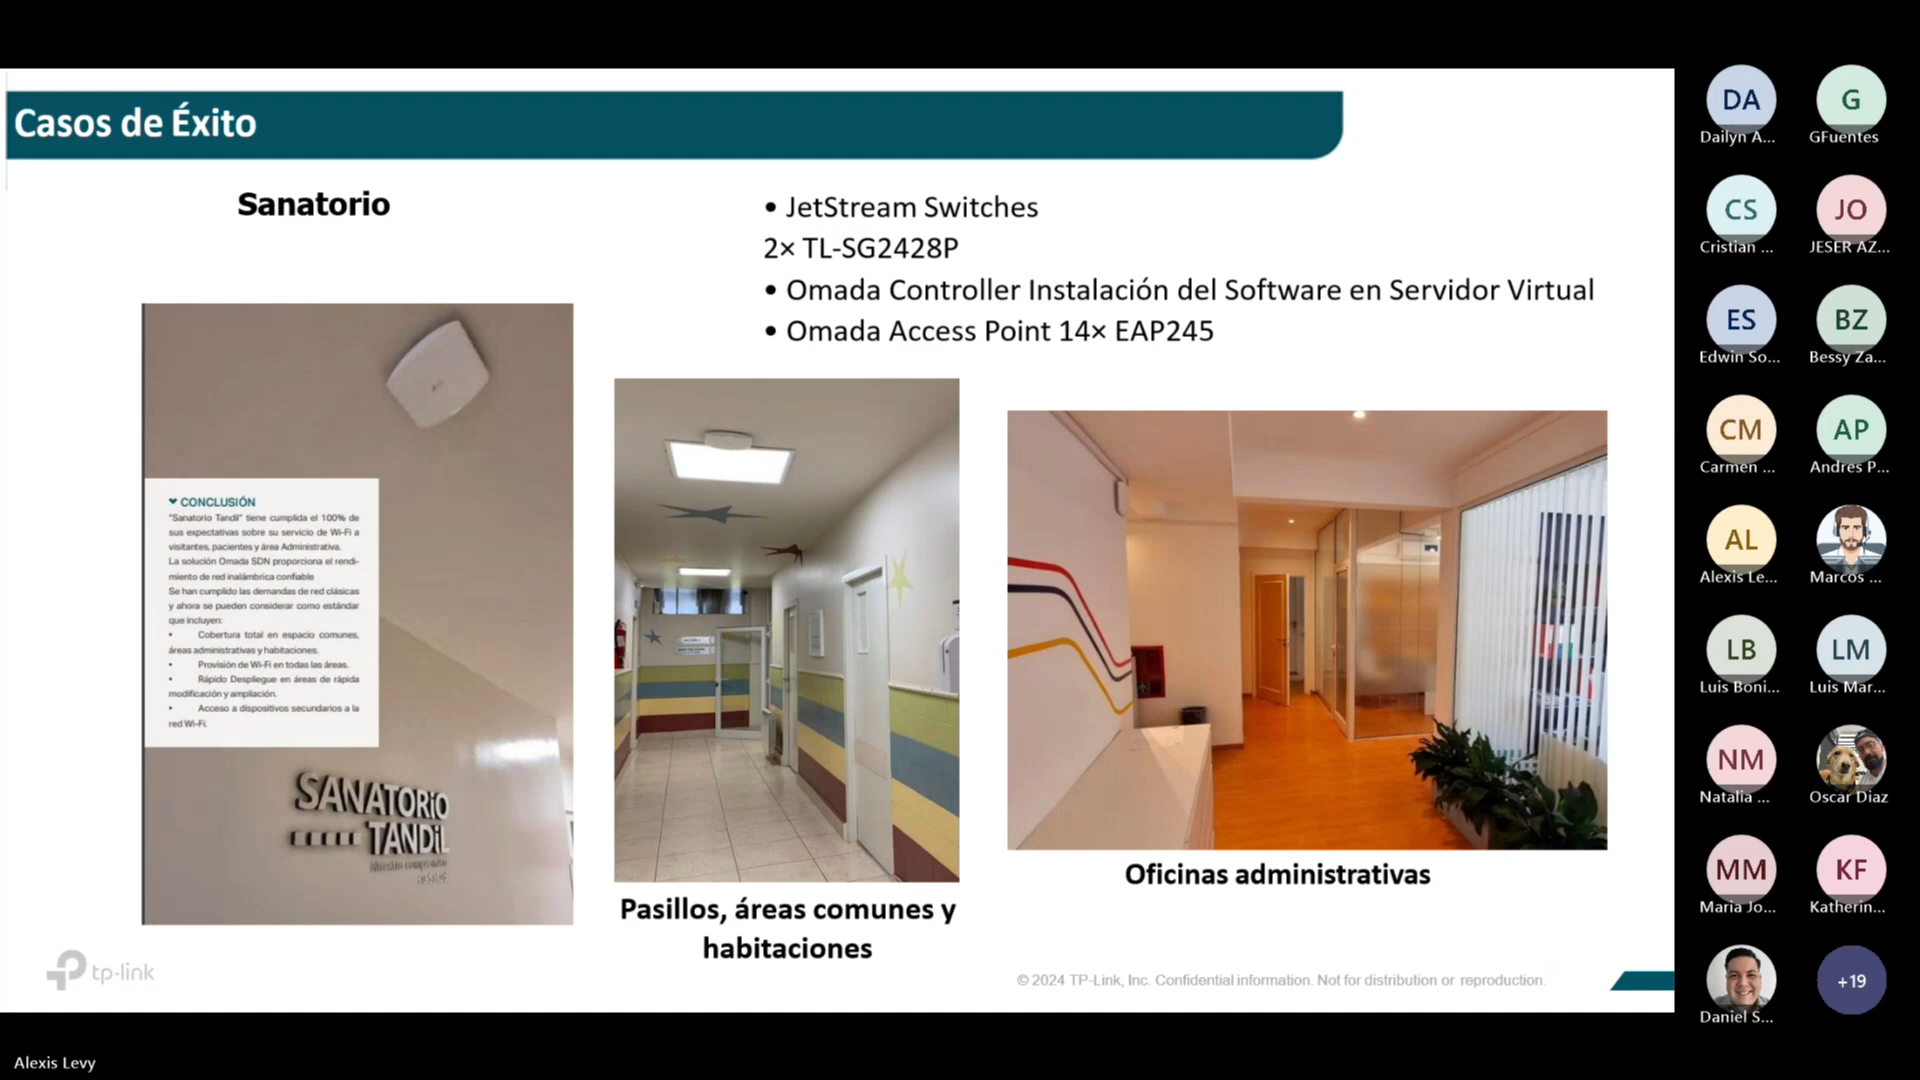 Casos de Éxito
Sanatorio
• JetStream Switches
2× TL-SG2428P
• Omada Controller Instalación del Software en Servidor Virtual
• Omada Access Point 14× EAP245
CONCLUSIÓN
"Sanatorio Tandil" tiene cumplida el 100% de
sus expectativas sobre su servicio de Wi-Fi a
visitantes, pacientes y área Administrativa.
La solución Omada SDN proporciona el rendi-
miento de red inalámbrica confiable
Se han cumplido las demandas de red clásicas
y ahora se pueden considerar como estándar
que incluyen:
• Cobertura total en espacio comunes,
áreas administrativas y habitaciones.
• Provisión de Wi-Fi en todas las áreas.
• Rápido Despliegue en áreas de rápida
modificación y ampliación.
• Acceso a dispositivos secundarios a la
red Wi-Fi.
SANATORIO
TANDIL
Pasillos, áreas comunes y
habitaciones
Oficinas administrativas
tp-link
© 2024 TP-Link, Inc. Confidential information. Not for distribution or reproduction.
DA
Dailyn A...
G
GFuentes
CS
Cristian ...
JO
JESER AZ...
ES
Edwin So...
BZ
Bessy Za...
CM
Carmen ...
AP
Andres P...
AL
Alexis Le...
Marcos ...
LB
Luis Boni...
LM
Luis Mar...
NM
Natalia ...
Oscar Diaz
MM
Maria Jo...
KF
Katherin...
Daniel S...
+19
Alexis Levy